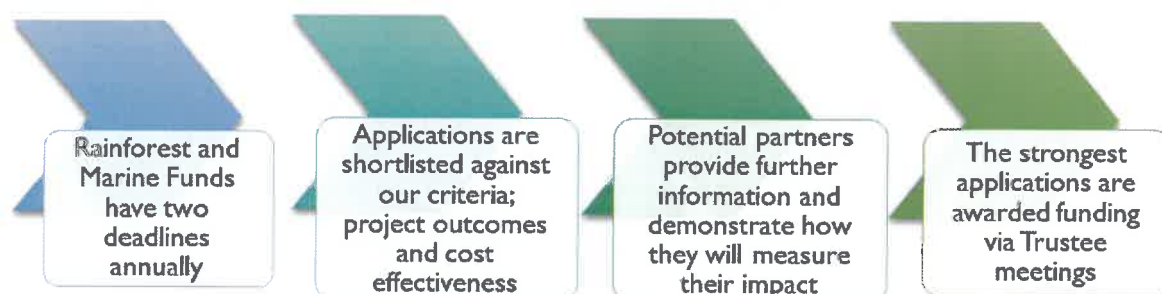 Rainforest and
Marine Funds
have two
deadlines
annually
Applications are
shortlisted against
our criteria;
project outcomes
and cost
effectiveness
Potential partners
provide further
information and
demonstrate how
they will measure
their impact
The strongest
applications are
awarded funding
via Trustee
meetings